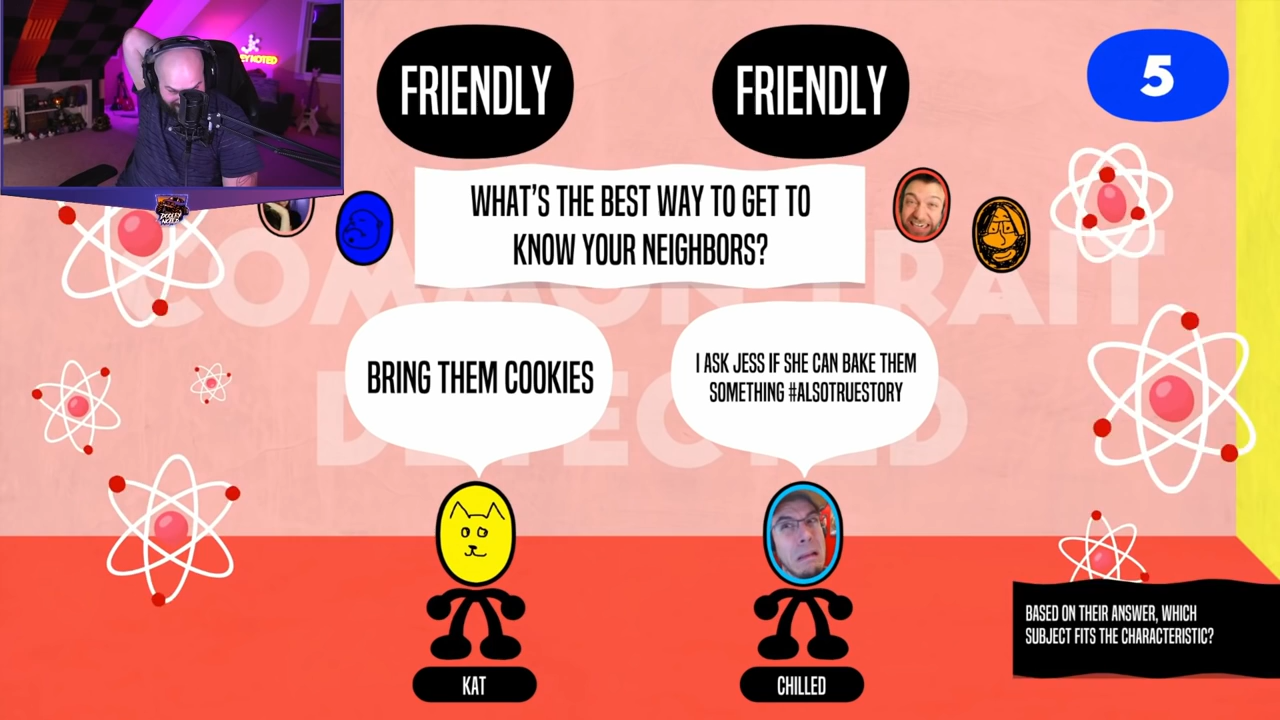 FRIENDLY
FRIENDLY
5
WHAT'S THE BEST WAY TO GET TO
KNOW YOUR NEIGHBORS?
COMMON TRAIT
DETECTED
BRING THEM COOKIES
I ASK JESS IF SHE CAN BAKE THEM
SOMETHING #ALSOTRUESTORY
BASED ON THEIR ANSWER, WHICH
SUBJECT FITS THE CHARACTERISTIC?
KAT
CHILLED